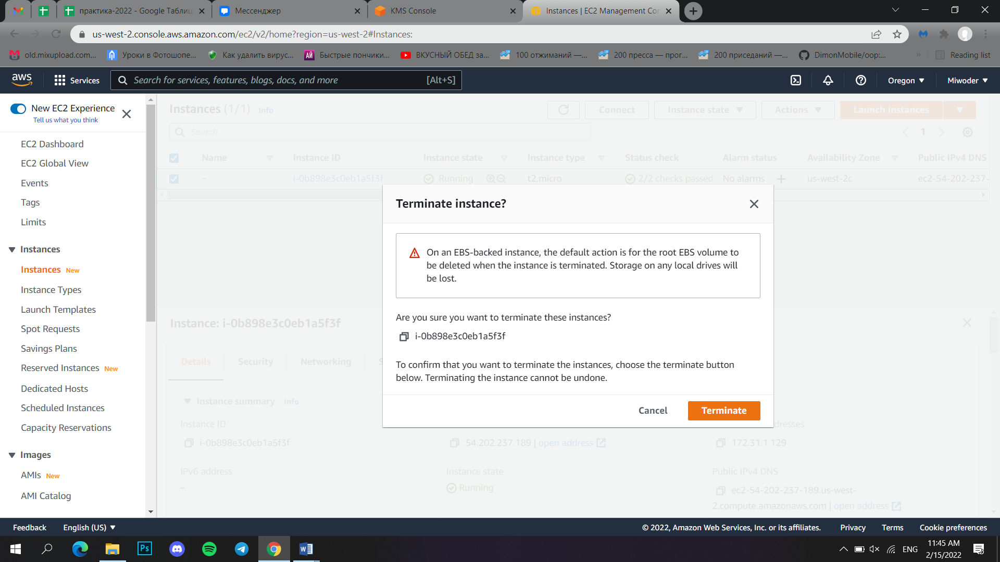 практика-2022 - Google Таблиц
Мессенджер
KMS Console
Instances | EC2 Management Con
us-west-2.console.aws.amazon.com/ec2/v2/home?region=us-west-2#Instances:
old.mixupload.com...
Уроки в Фотошопе...
Как удалить вирус...
АЙ
Быстрые пончики...
ВКУСНЫЙ ОБЕД за...
100 отжиманий —...
200 пресса — прог...
200 приседаний —...
DimonMobile/oop:...
»
Reading list
aws
Services
Search for services, features, blogs, docs, and more
[Alt+S]
Oregon
Miwoder
New EC2 Experience
Tell us what you think
EC2 Dashboard
EC2 Global View
Events
Tags
Limits
Instances
Instances New
Instance Types
Launch Templates
Spot Requests
Savings Plans
Reserved Instances New
Dedicated Hosts
Scheduled Instances
Capacity Reservations
Images
AMIs New
AMI Catalog
Instances (1/1) Info
Connect
Instance state
Actions
Launch instances
Search
1
Name
Instance ID
Instance state
Instance type
Status check
Alarm status
Availability Zone
Public IPv4 DNS
–
i-0b898e3c0eb1a5f3f
Running
t2.micro
2/2 checks passed
No alarms
us-west-2c
ec2-54-202-237-
Terminate instance?
On an EBS-backed instance, the default action is for the root EBS volume to
be deleted when the instance is terminated. Storage on any local drives will
be lost.
Are you sure you want to terminate these instances?
i-0b898e3c0eb1a5f3f
To confirm that you want to terminate the instances, choose the terminate button
below. Terminating the instance cannot be undone.
Cancel
Terminate
Instance: i-0b898e3c0eb1a5f3f
Details
Security
Networking
S
Instance summary Info
Instance ID
dresses
i-0b898e3c0eb1a5f3f
54.202.237.189 | open address
172.31.1.129
IPv6 address
Instance state
Public IPv4 DNS
–
Running
ec2-54-202-237-189.us-west-
2.compute.amazonaws.com | open address
Feedback
English (US)
© 2022, Amazon Web Services, Inc. or its affiliates.
Privacy
Terms
Cookie preferences
Ps
W
ENG
11:45 AM
2/15/2022